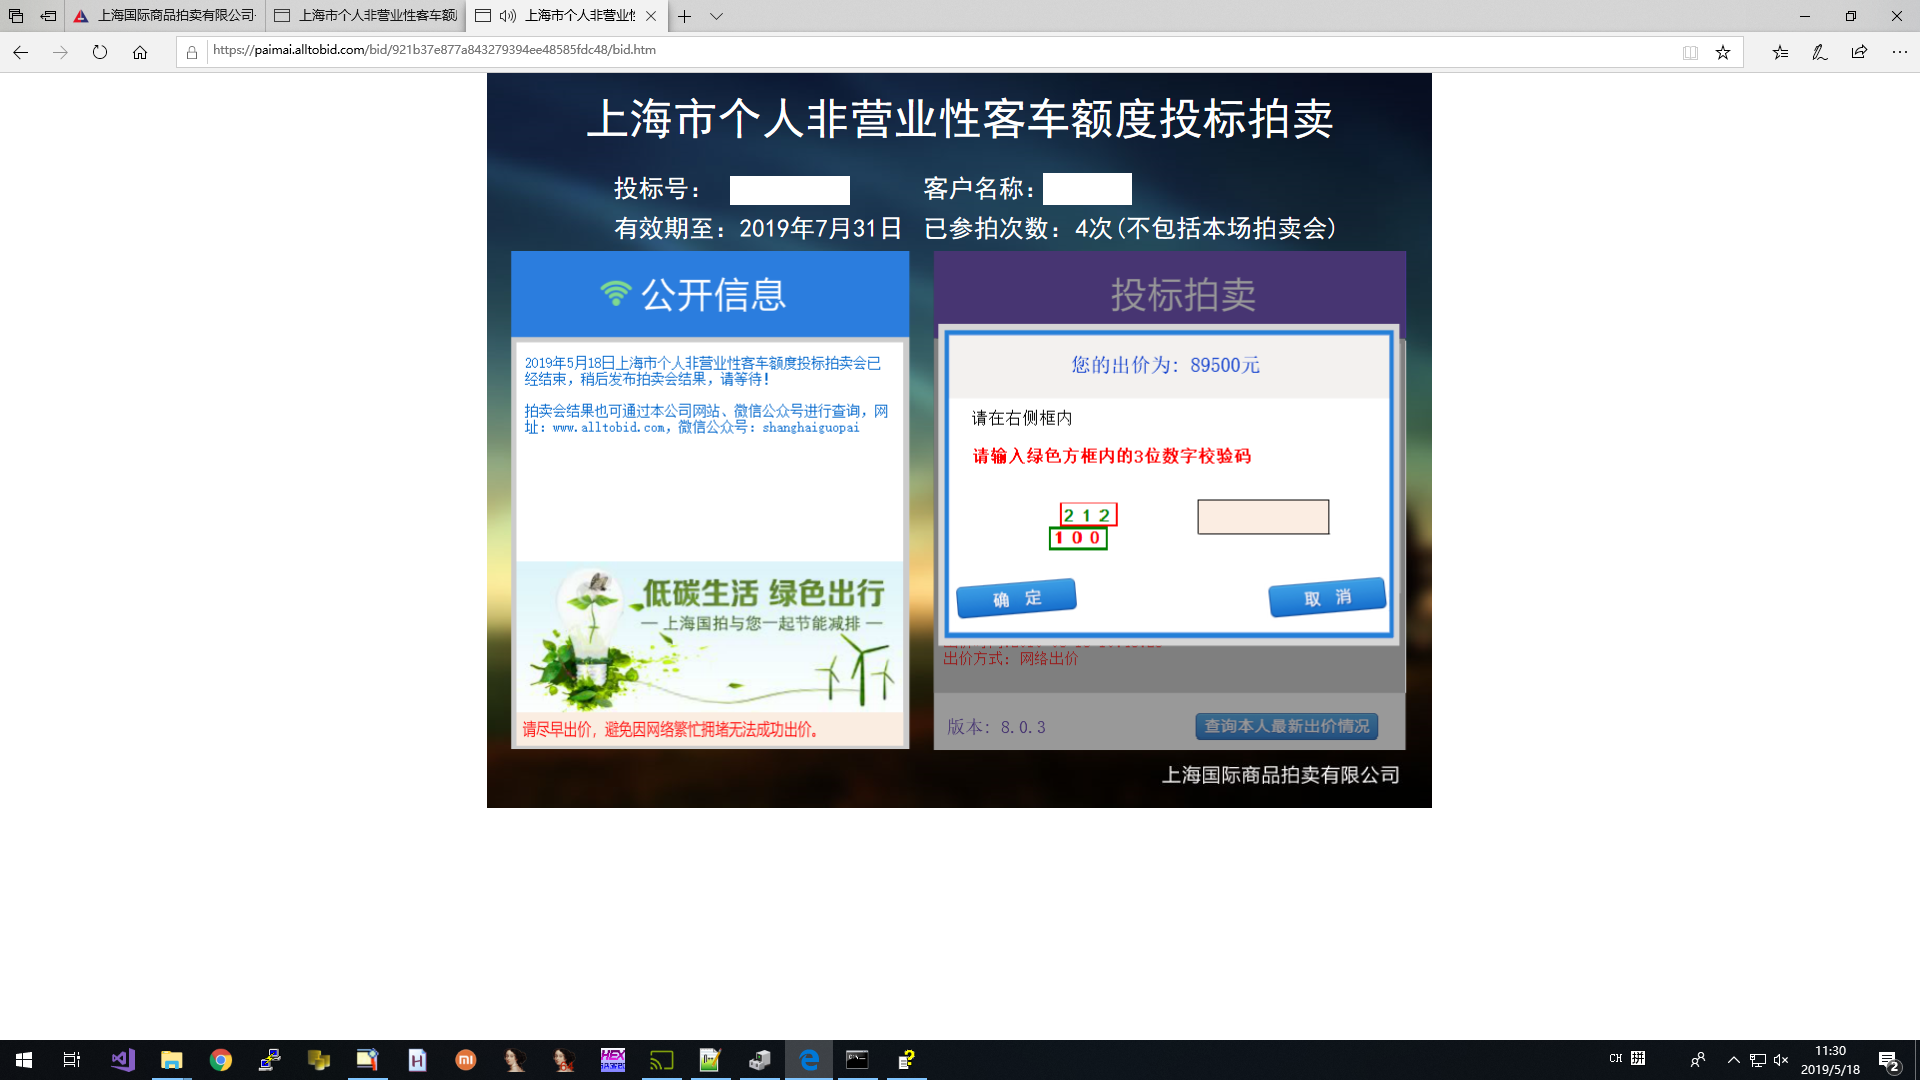 上海国际商品拍卖有限公司
上海市个人非营业性客车额
上海市个人非营业性
https://paimai.alltobid.com/bid/921b37e877a843279394ee48585fdc48/bid.htm
上海市个人非营业性客车额度投标拍卖
投标号：
客户名称：
有效期至：2019年7月31日
已参拍次数：4次(不包括本场拍卖会)
公开信息
2019年5月18日上海市个人非营业性客车额度投标拍卖会已
经结束，稍后发布拍卖会结果，请等待！
拍卖会结果也可通过本公司网站、微信公众号进行查询，网
址：www.alltobid.com，微信公众号：shanghaiguopai
低碳生活 绿色出行
— 上海国拍与您一起节能减排 —
请尽早出价，避免因网络繁忙拥堵无法成功出价。
投标拍卖
您的出价为：89500元
请在右侧框内
请输入绿色方框内的3位数字校验码
2 1 2
1 0 0
确 定
取 消
出价方式：网络出价
版本：8.0.3
查询本人最新出价情况
上海国际商品拍卖有限公司
HEX
CH 拼
11:30
2019/5/18
2